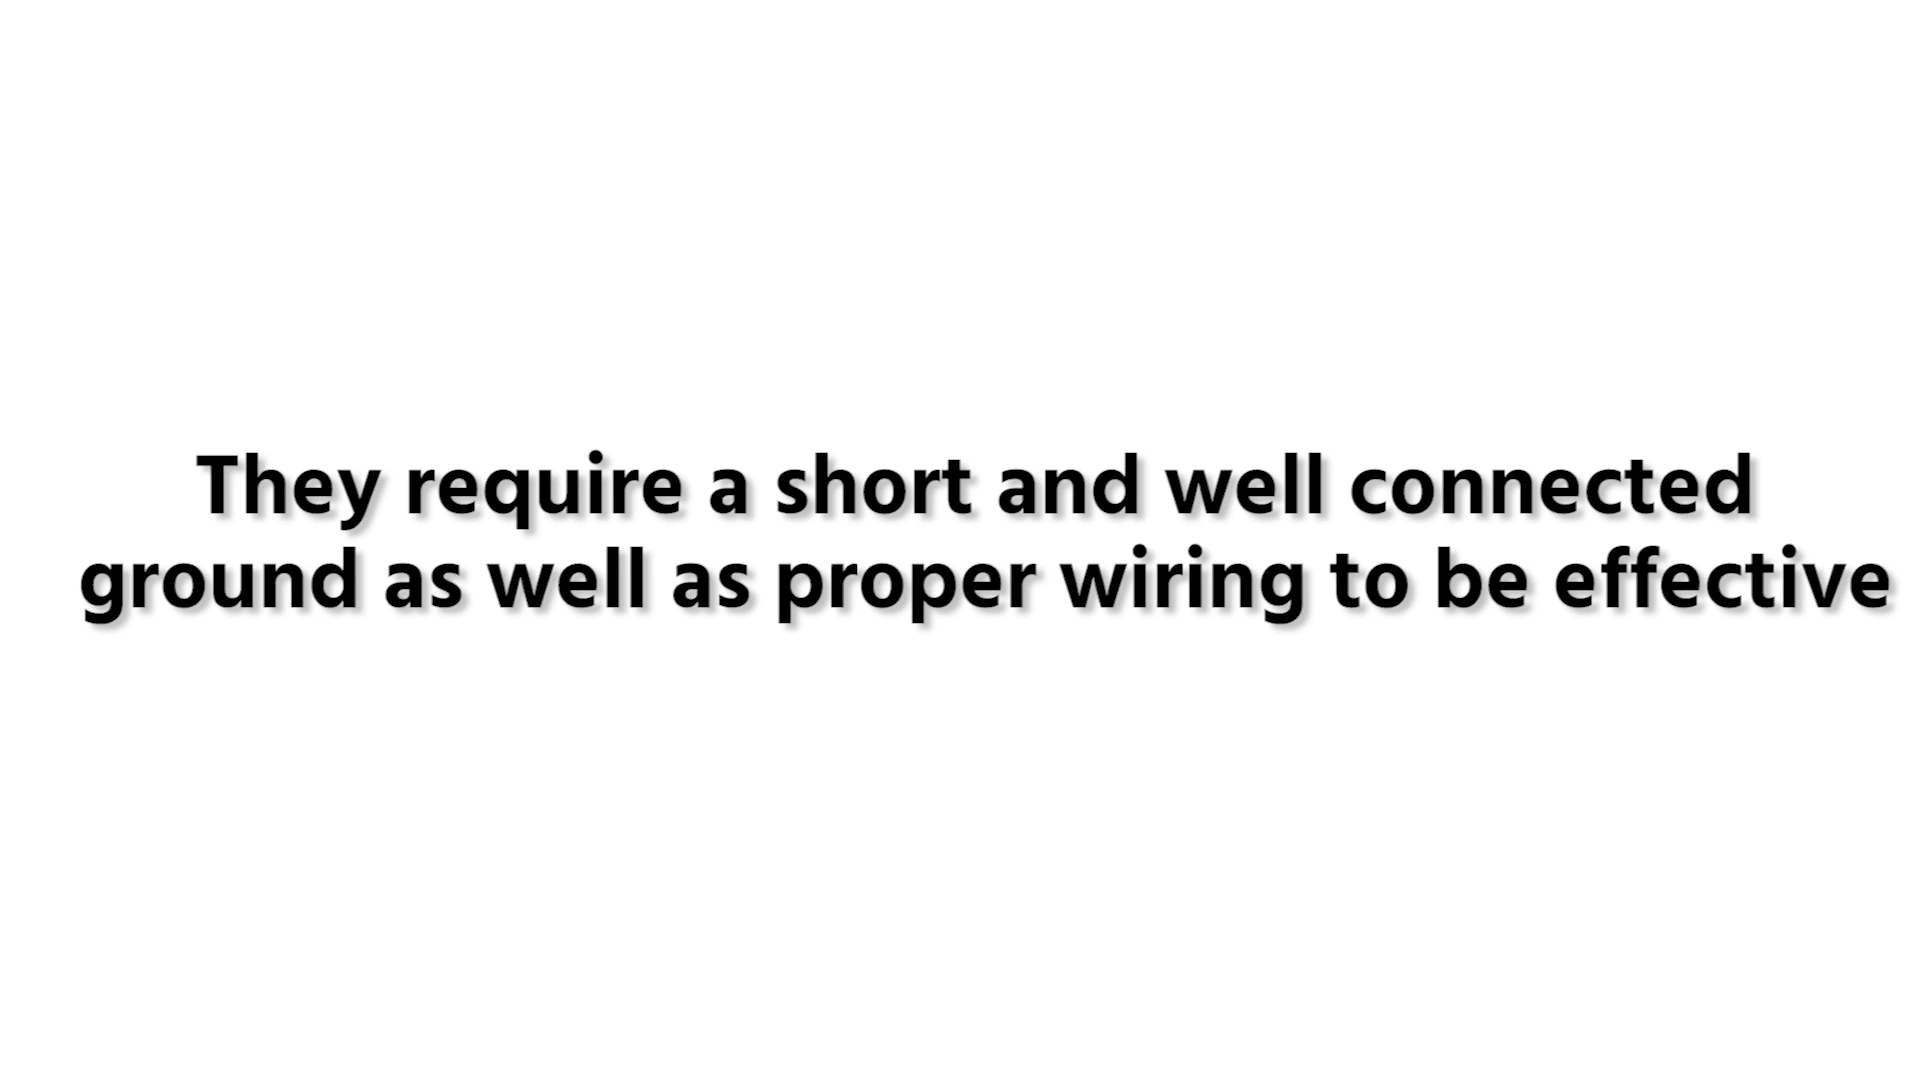 They require a short and well connected
ground as well as proper wiring to be effective